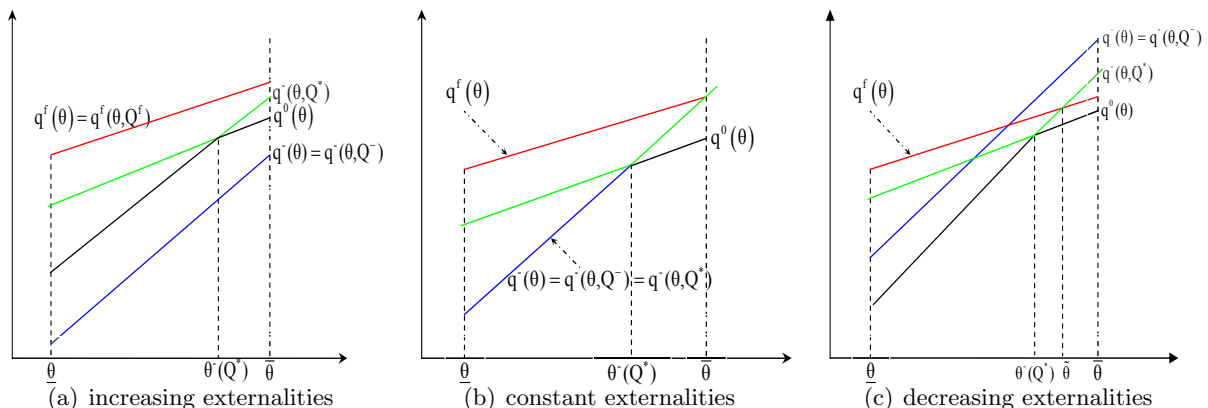 q^f(θ) = q^f(θ,Q^f)
q^-(θ,Q^*)
q^0(θ)
q^-(θ) = q^-(θ,Q^-)
θ̲
θ^-(Q^*)
θ̅
(a) increasing externalities
q^f(θ)
q^0(θ)
q^-(θ) = q^-(θ,Q^-) = q^-(θ,Q^*)
θ̲
θ^-(Q^*)
θ̅
(b) constant externalities
q^-(θ) = q^-(θ,Q^-)
q^-(θ,Q^*)
q^f(θ)
q^0(θ)
θ̲
θ^-(Q^*)
θ̃
θ̅
(c) decreasing externalities